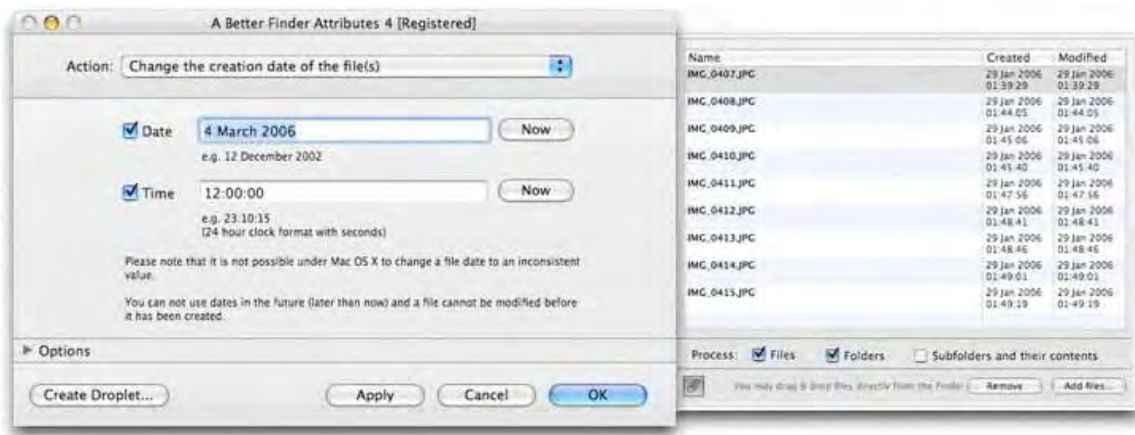 A Better Finder Attributes 4 [Registered]
Action: Change the creation date of the file(s)
Date 4 March 2006 Now
e.g. 12 December 2002
Time 12:00:00 Now
e.g. 23:10:15
(24 hour clock format with seconds)
Please note that it is not possible under Mac OS X to change a file date to an inconsistent
value.
You can not use dates in the future (later than now) and a file cannot be modified before
it has been created.
Options
Create Droplet... Apply Cancel OK
Name Created Modified
IMG_0407.JPG 29 Jan 2006 29 Jan 2006
01:39:29 01:39:29
IMG_0408.JPG 29 Jan 2006 29 Jan 2006
01:44:05 01:44:05
IMG_0409.JPG 29 Jan 2006 29 Jan 2006
01:45:06 01:45:06
IMG_0410.JPG 29 Jan 2006 29 Jan 2006
01:45:40 01:45:40
IMG_0411.JPG 29 Jan 2006 29 Jan 2006
01:47:56 01:47:56
IMG_0412.JPG 29 Jan 2006 29 Jan 2006
01:48:41 01:48:41
IMG_0413.JPG 29 Jan 2006 29 Jan 2006
01:48:46 01:48:46
IMG_0414.JPG 29 Jan 2006 29 Jan 2006
01:49:01 01:49:01
IMG_0415.JPG 29 Jan 2006 29 Jan 2006
01:49:19 01:49:19
Process: Files Folders Subfolders and their contents
You may drag & drop files directly from the Finder Remove Add files...